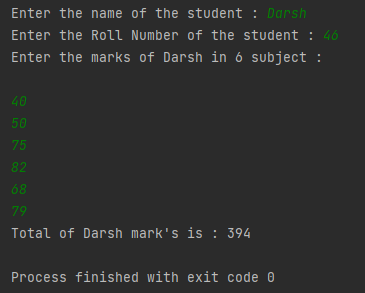 Enter the name of the student : Darsh
Enter the Roll Number of the student : 46
Enter the marks of Darsh in 6 subject :
40
50
75
82
68
79
Total of Darsh mark's is : 394
Process finished with exit code 0